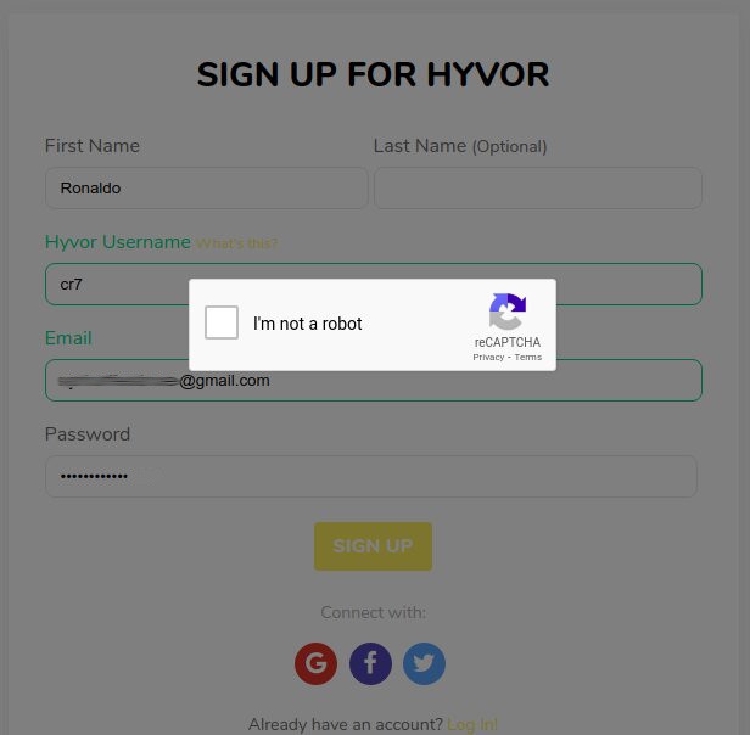 SIGN UP FOR HYVOR
First Name
Last Name (Optional)
Ronaldo
Hyvor Username What's this?
cr7
I'm not a robot
reCAPTCHA
Privacy - Terms
Email
@gmail.com
Password
••••••••••••
SIGN UP
Connect with:
G f
Already have an account? Log in!